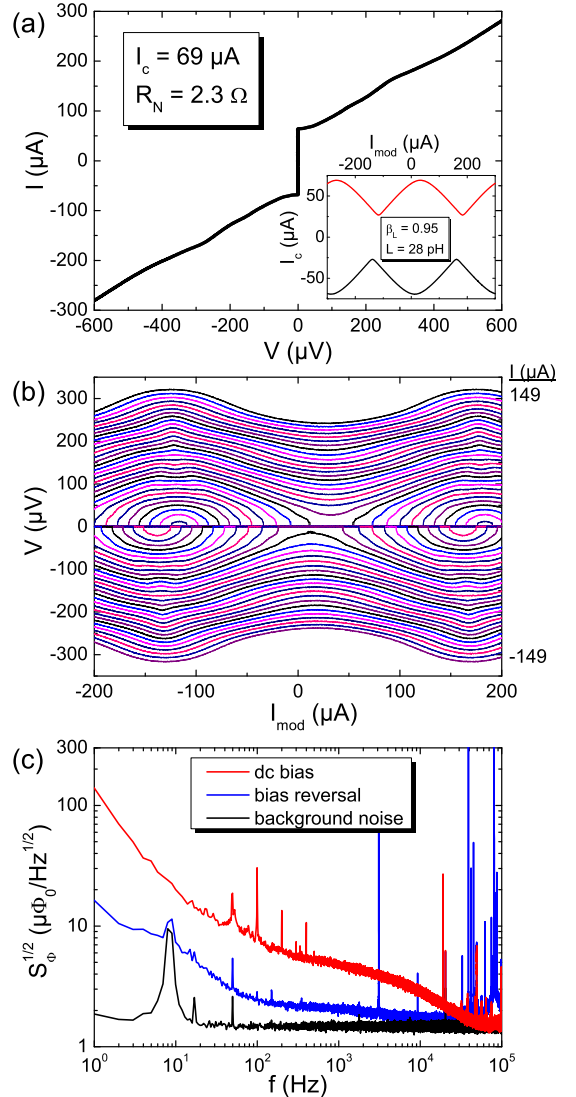 (a)
300
200
100
0
-100
-200
-300
I (µA)
I_c = 69 µA
R_N = 2.3 Ω
I_mod (µA)
-200 0 200
50
0
-50
I_c (µA)
β_L = 0.95
L = 28 pH
-600 -400 -200 0 200 400 600
V (µV)
(b)
I (µA)
149
300
200
100
0
-100
-200
-300
V (µV)
-149
-200 -100 0 100 200
I_mod (µA)
(c)
300
100
10
1
S_Φ^1/2 (µΦ_0/Hz^1/2)
dc bias
bias reversal
background noise
10^0 10^1 10^2 10^3 10^4 10^5
f (Hz)